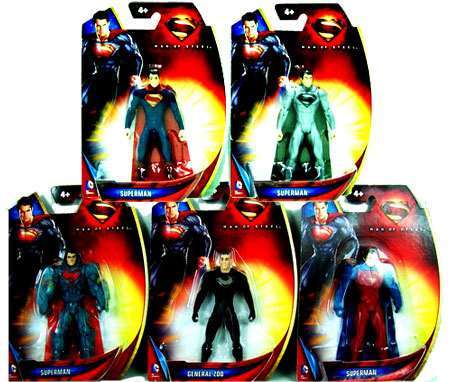 4+
MAN OF STEEL
SUPERMAN
4+
MAN OF STEEL
SUPERMAN
4+
MAN OF STEEL
SUPERMAN
4+
MAN OF STEEL
GENERAL ZOD
4+
MAN OF STEEL
SUPERMAN